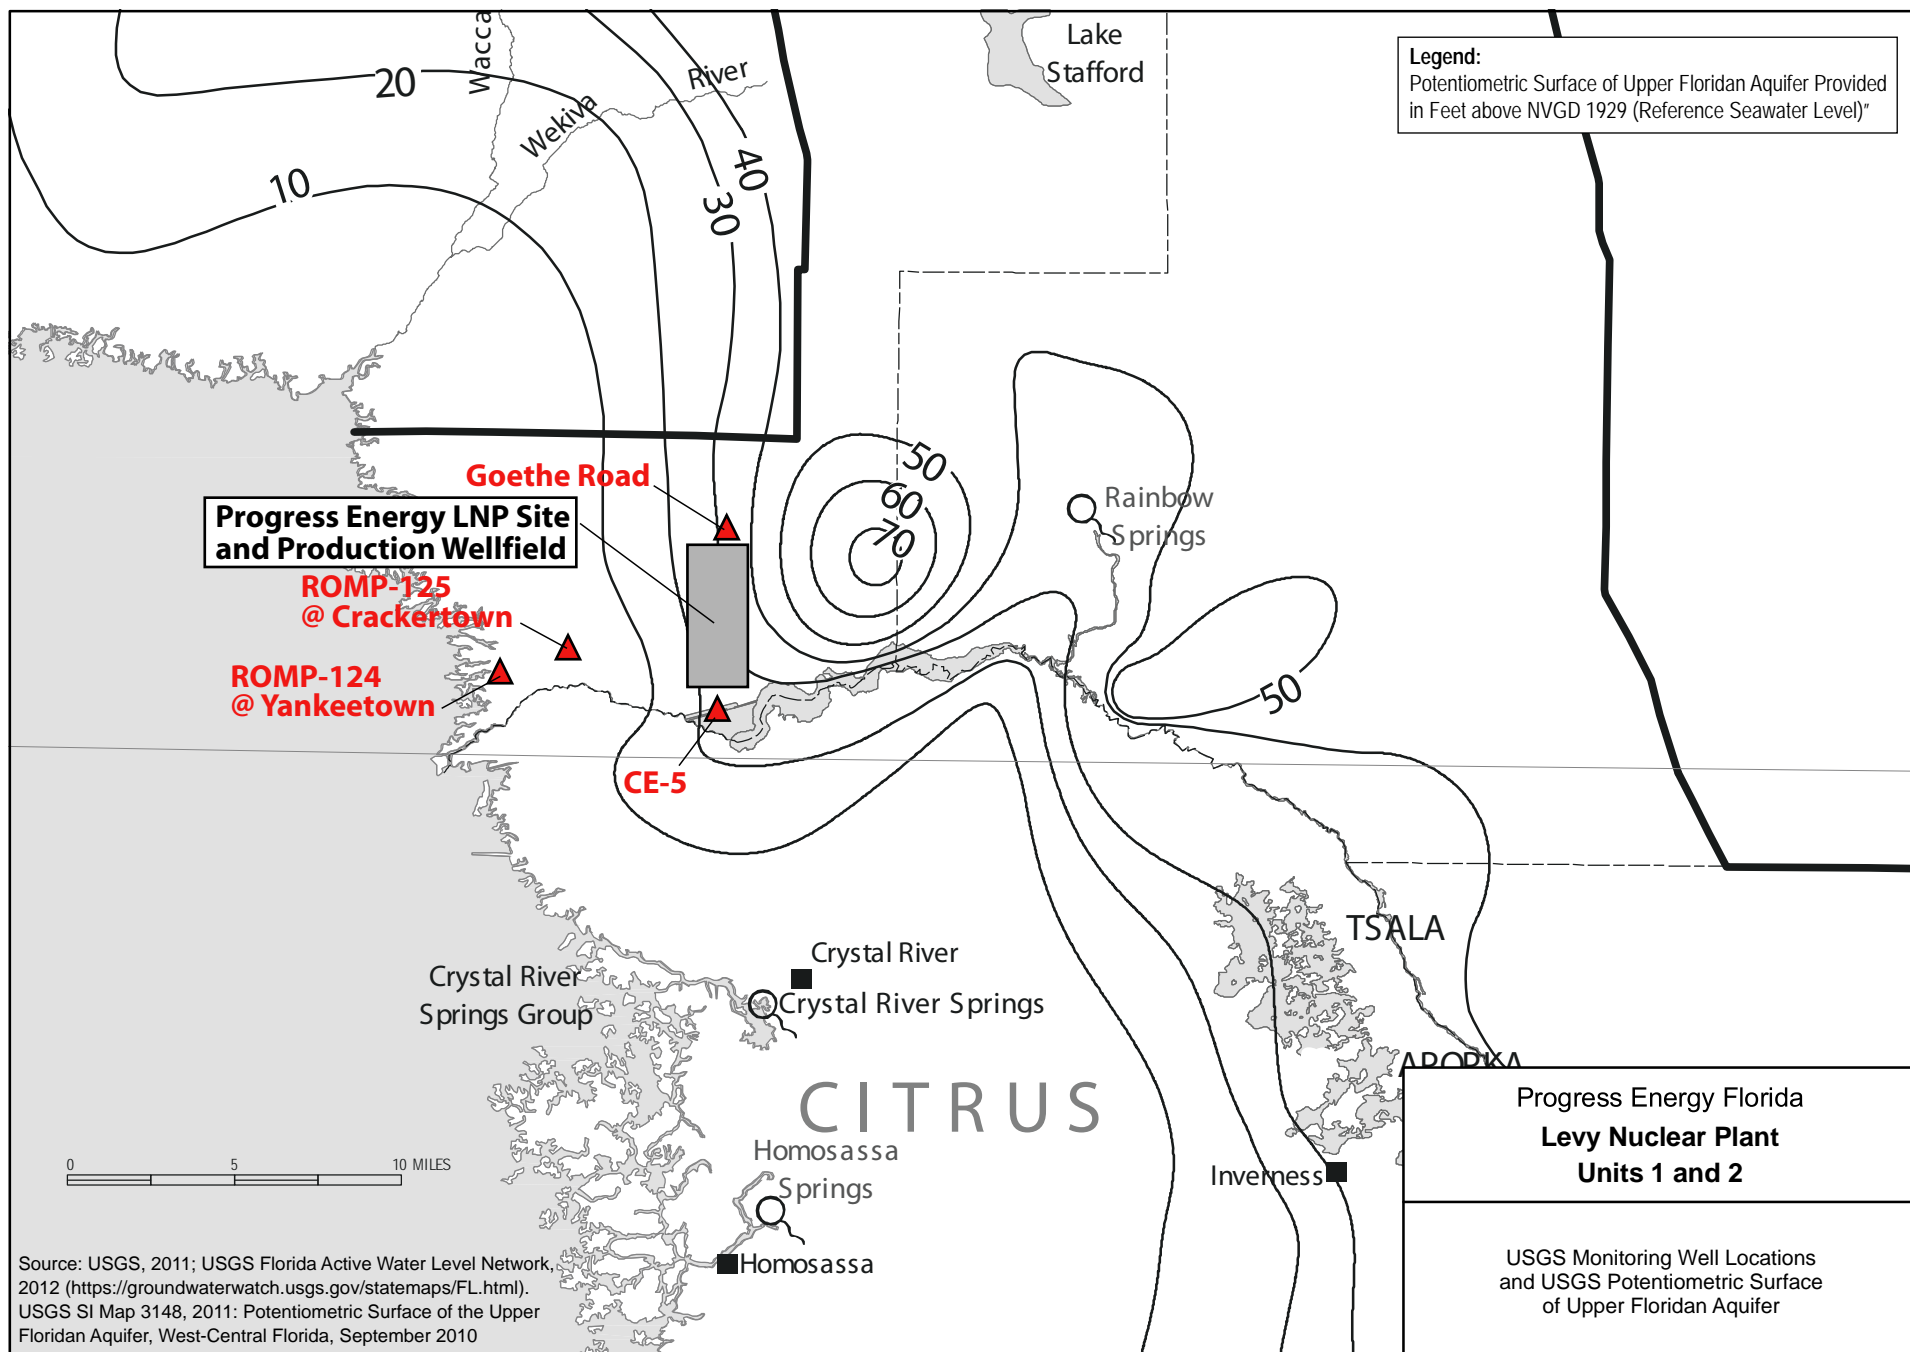 Wacca
Wekiva
River
Lake
Stafford
Legend:
Potentiometric Surface of Upper Floridan Aquifer Provided
in Feet above NVGD 1929 (Reference Seawater Level)"
20
10
40
30
50
60
70
50
Goethe Road
Progress Energy LNP Site
and Production Wellfield
Rainbow
Springs
ROMP-125
@ Crackertown
ROMP-124
@ Yankeetown
CE-5
TSALA
APOPKA
Crystal River
Crystal River
Springs Group
Crystal River Springs
CITRUS
Homosassa
Springs
Inverness
Homosassa
0 5 10 MILES
Source: USGS, 2011; USGS Florida Active Water Level Network,
2012 (https://groundwaterwatch.usgs.gov/statemaps/FL.html).
USGS SI Map 3148, 2011: Potentiometric Surface of the Upper
Floridan Aquifer, West-Central Florida, September 2010
Progress Energy Florida
Levy Nuclear Plant
Units 1 and 2
USGS Monitoring Well Locations
and USGS Potentiometric Surface
of Upper Floridan Aquifer